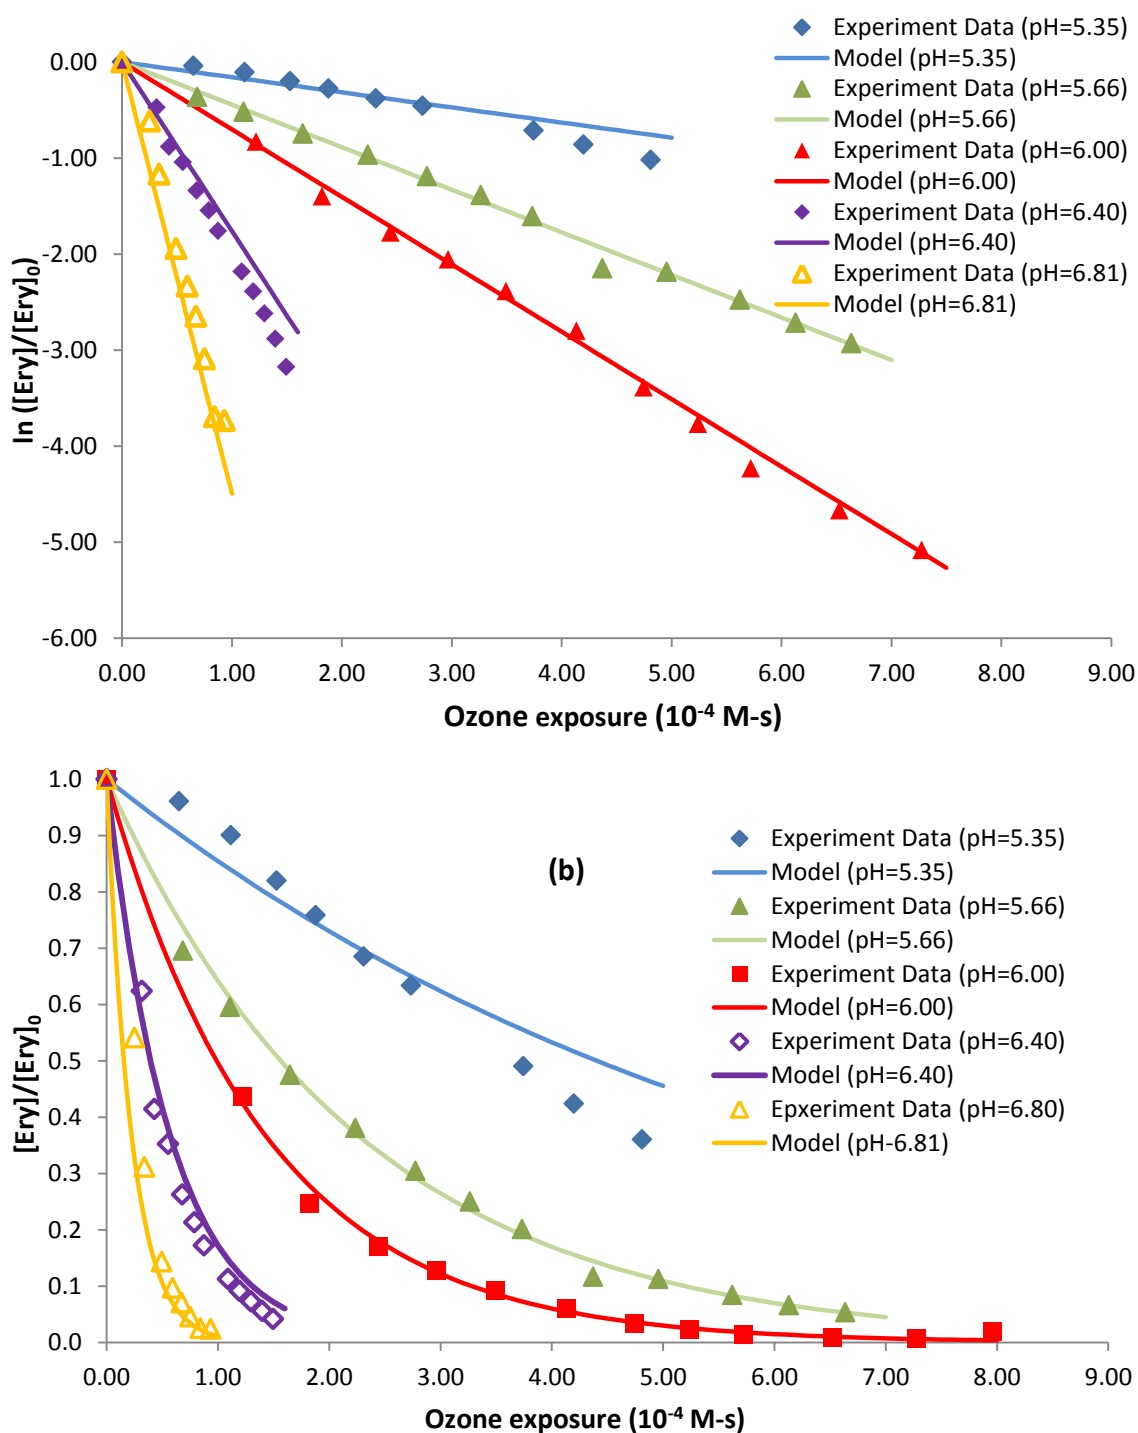 Experiment Data (pH=5.35)
Model (pH=5.35)
Experiment Data (pH=5.66)
Model (pH=5.66)
Experiment Data (pH=6.00)
Model (pH=6.00)
Experiment Data (pH=6.40)
Model (pH=6.40)
Experiment Data (pH=6.81)
Model (pH=6.81)
0.00
-1.00
-2.00
-3.00
-4.00
-5.00
-6.00
ln ([Ery]/[Ery]₀)
0.00 1.00 2.00 3.00 4.00 5.00 6.00 7.00 8.00 9.00
Ozone exposure (10⁻⁴ M-s)
(b)
Experiment Data (pH=5.35)
Model (pH=5.35)
Experiment Data (pH=5.66)
Model (pH=5.66)
Experiment Data (pH=6.00)
Model (pH=6.00)
Experiment Data (pH=6.40)
Model (pH=6.40)
Epxeriment Data (pH=6.80)
Model (pH-6.81)
1.0
0.9
0.8
0.7
0.6
0.5
0.4
0.3
0.2
0.1
0.0
[Ery]/[Ery]₀
0.00 1.00 2.00 3.00 4.00 5.00 6.00 7.00 8.00 9.00
Ozone exposure (10⁻⁴ M-s)